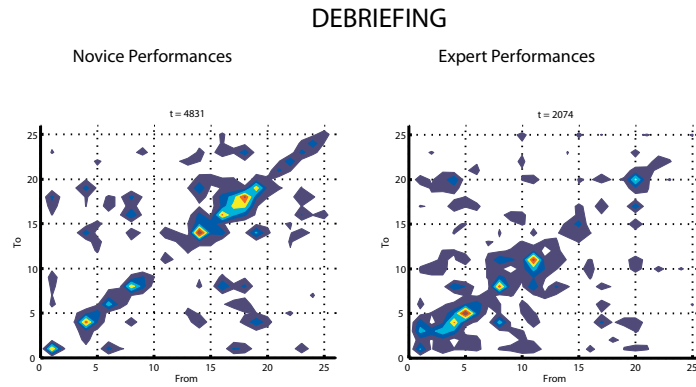 DEBRIEFING
Novice Performances
Expert Performances
t = 4831
25
20
15
10
5
0
To
0 5 10 15 20 25
From
t = 2074
25
20
15
10
5
0
To
0 5 10 15 20 25
From